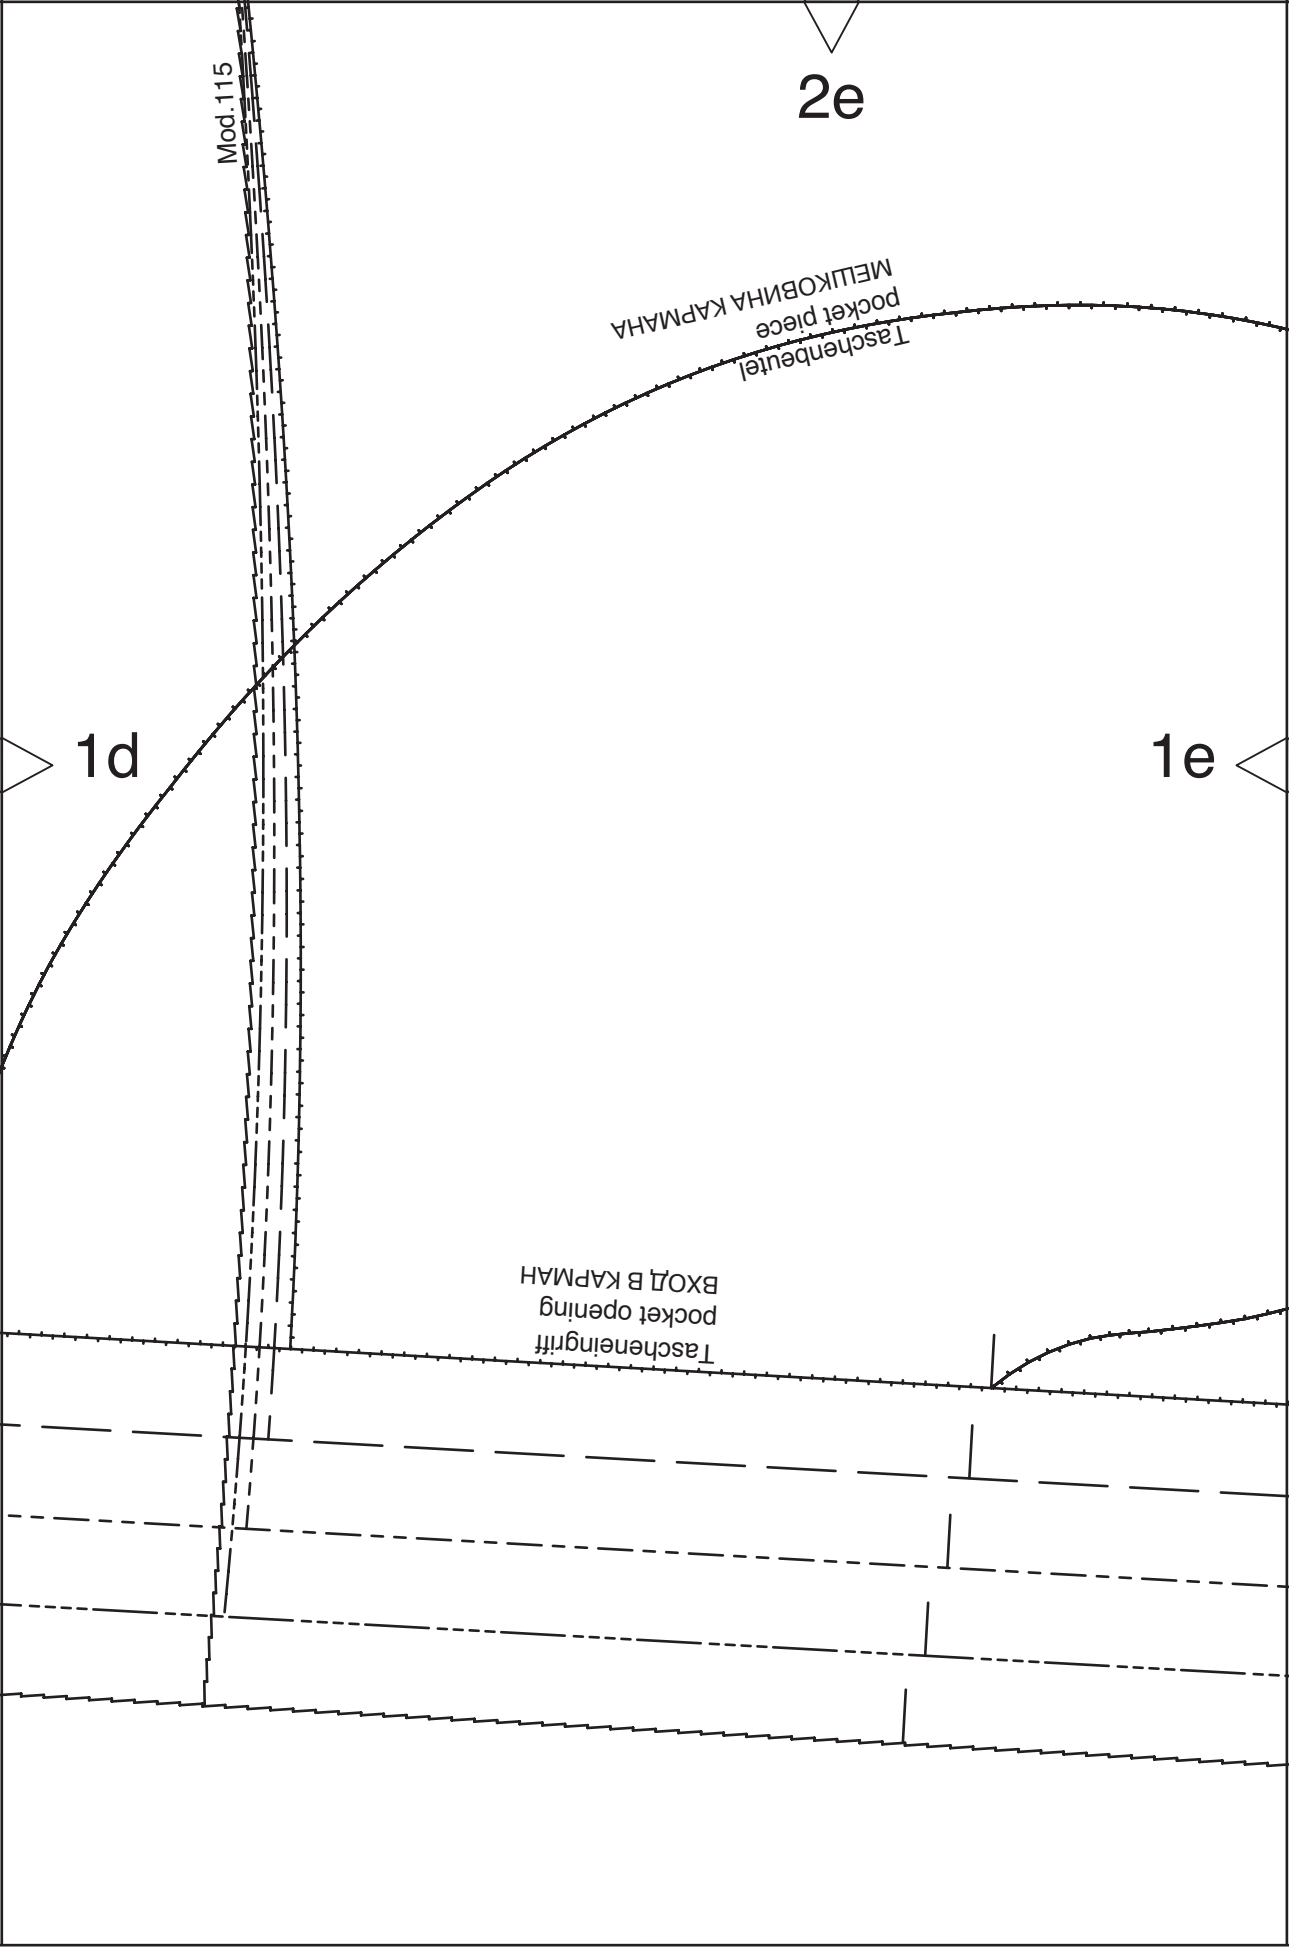 Mod.115
2e
Taschenbeutel
pocket piece
МЕШКОВИНА КАРМАНА
1d
1e
Tascheneingriff
pocket opening
ВХОД В КАРМАН